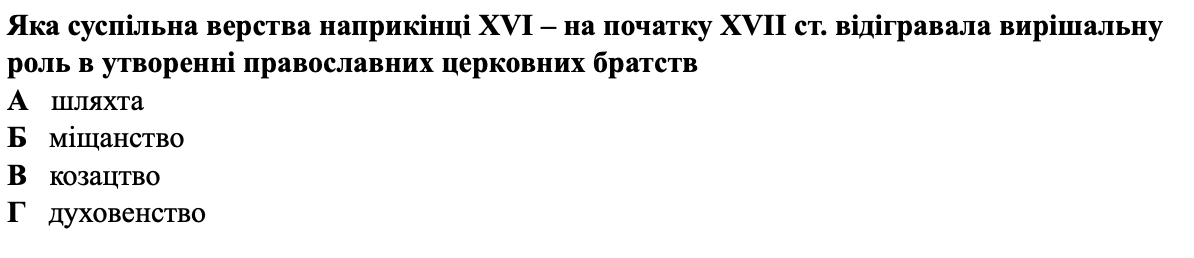 Яка суспільна верства наприкінці XVI – на початку XVII ст. відігравала вирішальну
роль в утворенні православних церковних братств
А шляхта
Б міщанство
В козацтво
Г духовенство